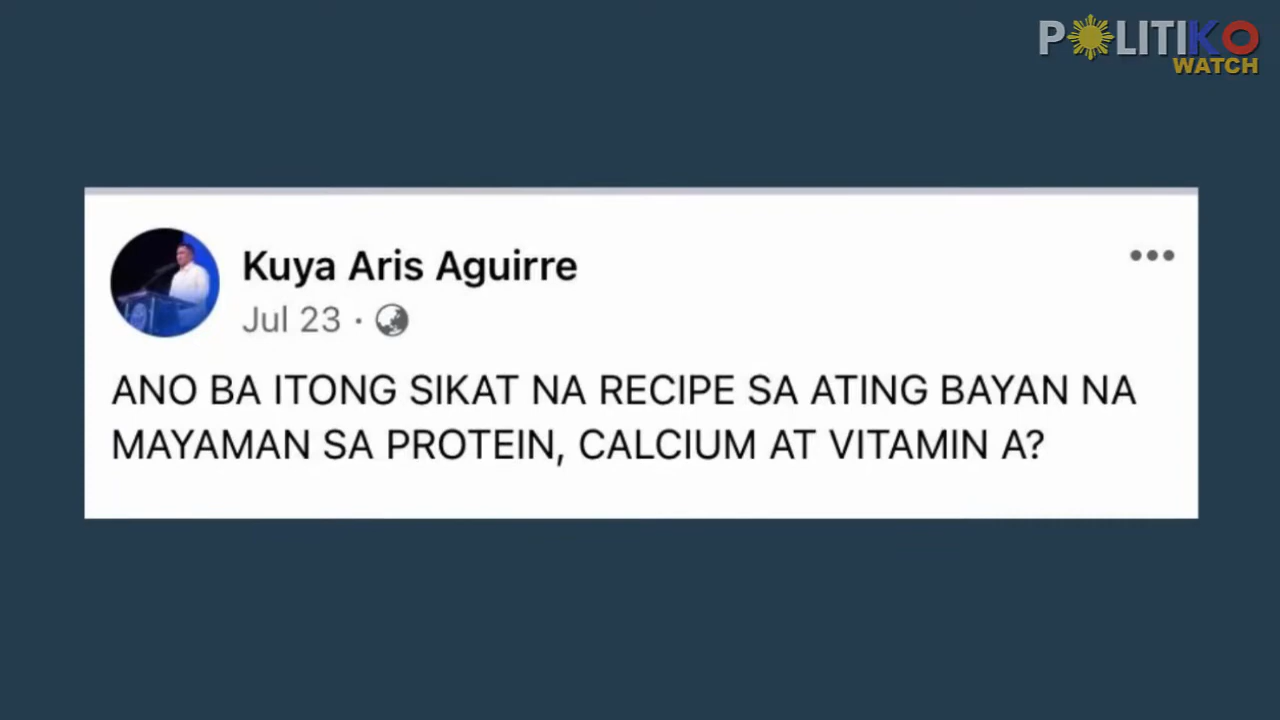 POLITIKO
WATCH
Kuya Aris Aguirre
Jul 23 ·
ANO BA ITONG SIKAT NA RECIPE SA ATING BAYAN NA
MAYAMAN SA PROTEIN, CALCIUM AT VITAMIN A?